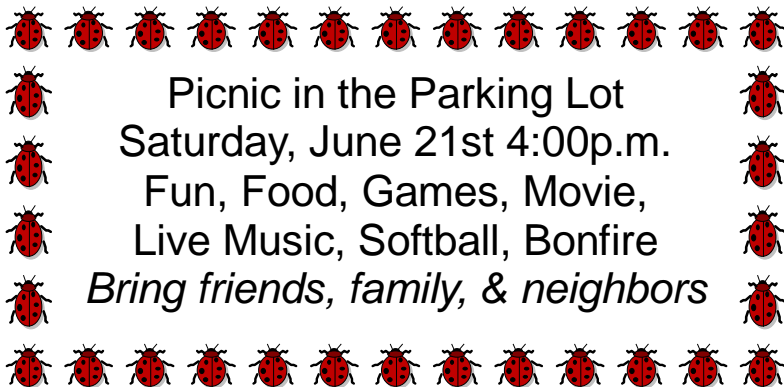 Picnic in the Parking Lot
Saturday, June 21st 4:00p.m.
Fun, Food, Games, Movie,
Live Music, Softball, Bonfire
Bring friends, family, & neighbors